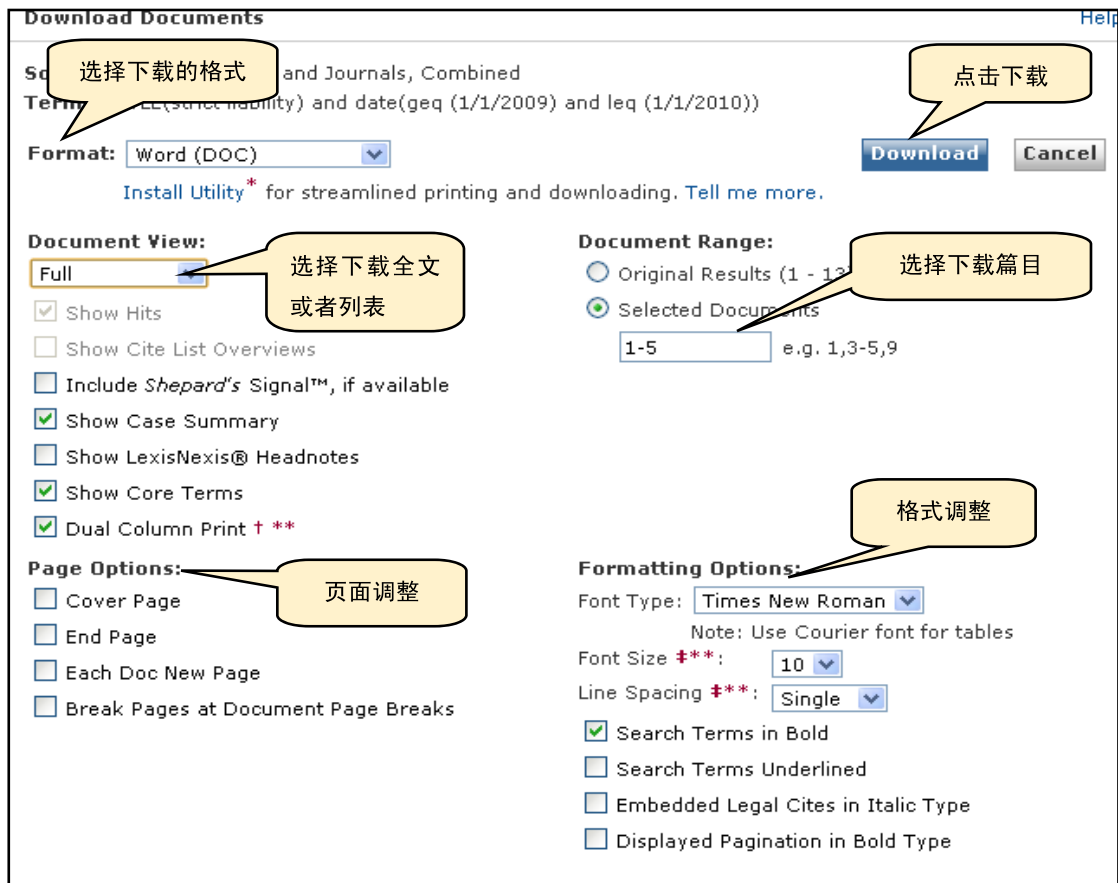 Download Documents
Help
选择下载的格式
and Journals, Combined
点击下载
(strict liability) and date(geq (1/1/2009) and leq (1/1/2010))
Format: Word (DOC)
Download
Cancel
Install Utility* for streamlined printing and downloading. Tell me more.
Document View:
Full
选择下载全文
或者列表
Show Hits
Show Cite List Overviews
Include Shepard's Signal™, if available
Show Case Summary
Show LexisNexis® Headnotes
Show Core Terms
Dual Column Print † **
Document Range:
Original Results (1 - 13
选择下载篇目
Selected Documents
1-5 e.g. 1,3-5,9
Page Options:
页面调整
Cover Page
End Page
Each Doc New Page
Break Pages at Document Page Breaks
格式调整
Formatting Options:
Font Type: Times New Roman
Note: Use Courier font for tables
Font Size ‡**: 10
Line Spacing ‡**: Single
Search Terms in Bold
Search Terms Underlined
Embedded Legal Cites in Italic Type
Displayed Pagination in Bold Type